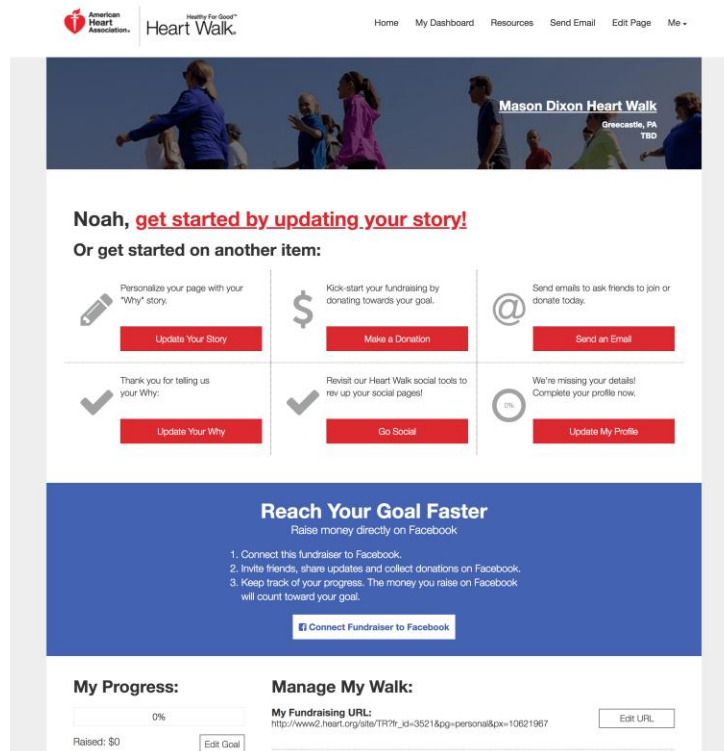 American
Heart
Association.
Healthy For Good™
Heart Walk.
Home My Dashboard Resources Send Email Edit Page Me
Mason Dixon Heart Walk
Greecastle, PA
TBD
Noah, get started by updating your story!
Or get started on another item:
Personalize your page with your
"Why" story.
Update Your Story
Kick-start your fundraising by
donating towards your goal.
Make a Donation
Send emails to ask friends to join or
donate today.
Send an Email
Thank you for telling us
your Why:
Update Your Why
Revisit our Heart Walk social tools to
rev up your social pages!
Go Social
0%
We're missing your details!
Complete your profile now.
Update My Profile
Reach Your Goal Faster
Raise money directly on Facebook
1. Connect this fundraiser to Facebook.
2. Invite friends, share updates and collect donations on Facebook.
3. Keep track of your progress. The money you raise on Facebook
will count toward your goal.
Connect Fundraiser to Facebook
My Progress:
0%
Raised: $0
Edit Goal
Manage My Walk:
My Fundraising URL:
http://www2.heart.org/site/TR?fr_id=3521&pg=personal&px=10621967
Edit URL